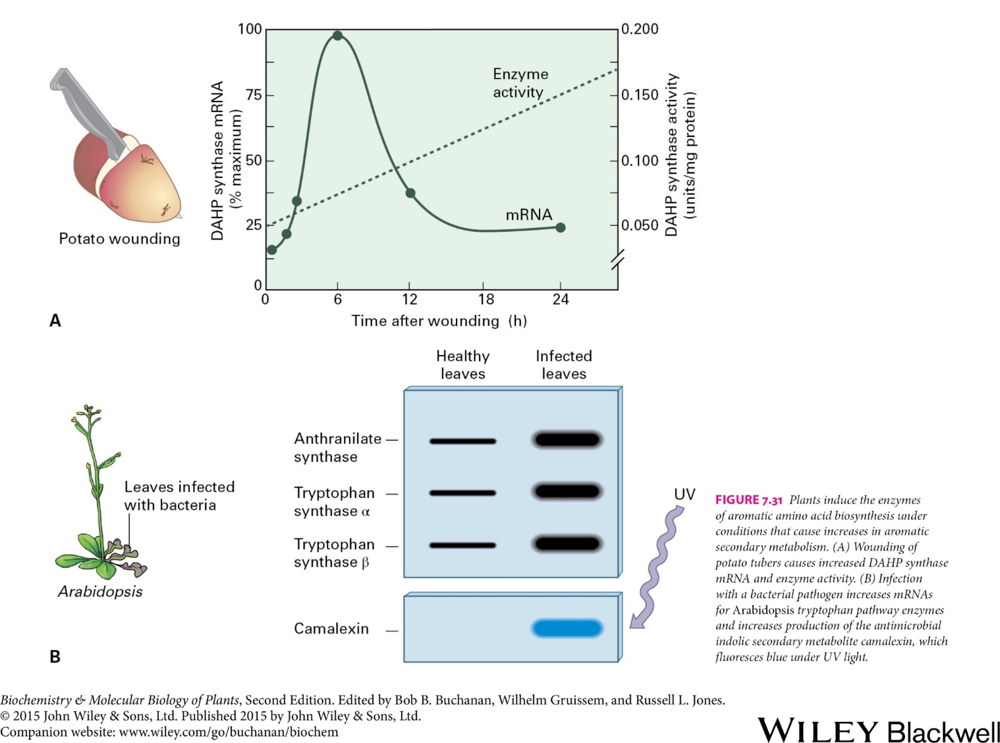 100
75
50
25
0
DAHP synthase mRNA
(% maximum)
0.200
0.150
0.100
0.050
DAHP synthase activity
(units/mg protein)
Enzyme
activity
mRNA
0 6 12 18 24
Time after wounding (h)
Potato wounding
A
Healthy
leaves
Infected
leaves
Anthranilate
synthase
Tryptophan
synthase α
Tryptophan
synthase β
Camalexin
UV
Leaves infected
with bacteria
Arabidopsis
B
FIGURE 7.31 Plants induce the enzymes
of aromatic amino acid biosynthesis under
conditions that cause increases in aromatic
secondary metabolism. (A) Wounding of
potato tubers causes increased DAHP synthase
mRNA and enzyme activity. (B) Infection
with a bacterial pathogen increases mRNAs
for Arabidopsis tryptophan pathway enzymes
and increases production of the antimicrobial
indolic secondary metabolite camalexin, which
fluoresces blue under UV light.
Biochemistry & Molecular Biology of Plants, Second Edition. Edited by Bob B. Buchanan, Wilhelm Gruissem, and Russell L. Jones.
© 2015 John Wiley & Sons, Ltd. Published 2015 by John Wiley & Sons, Ltd.
Companion website: www.wiley.com/go/buchanan/biochem
WILEY Blackwell